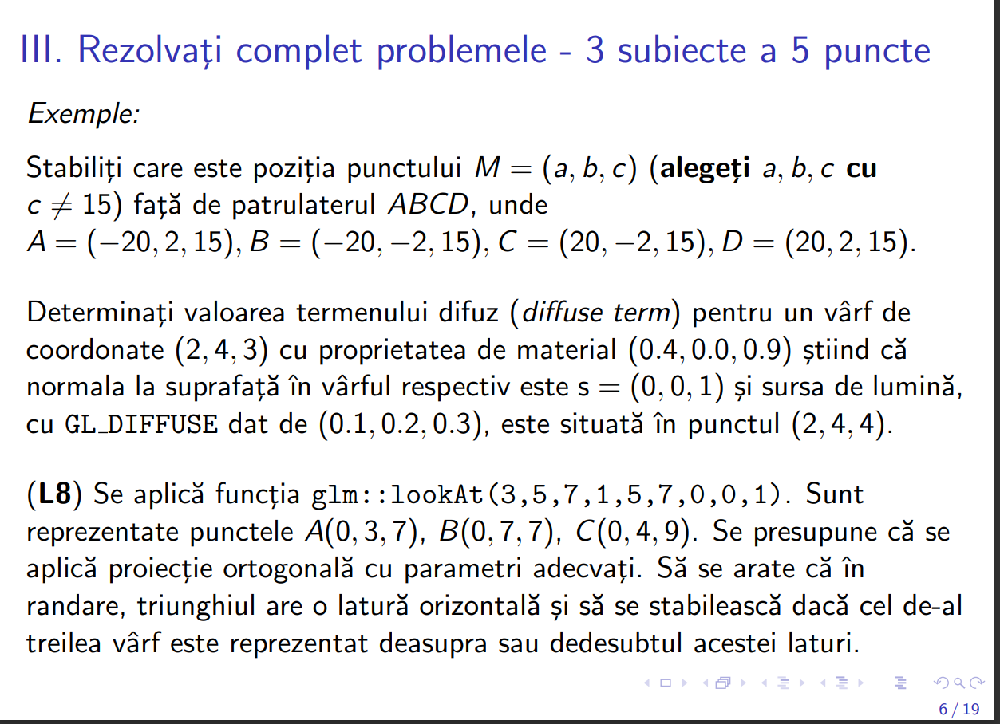 III. Rezolvați complet problemele - 3 subiecte a 5 puncte
Exemple:
Stabiliți care este poziția punctului M = (a, b, c) (alegeți a, b, c cu
c ≠ 15) față de patrulaterul ABCD, unde
A = (−20, 2, 15), B = (−20, −2, 15), C = (20, −2, 15), D = (20, 2, 15).
Determinați valoarea termenului difuz (diffuse term) pentru un vârf de
coordonate (2, 4, 3) cu proprietatea de material (0.4, 0.0, 0.9) știind că
normala la suprafață în vârful respectiv este s = (0, 0, 1) și sursa de lumină,
cu GL_DIFFUSE dat de (0.1, 0.2, 0.3), este situată în punctul (2, 4, 4).
(L8) Se aplică funcția glm::lookAt(3,5,7,1,5,7,0,0,1). Sunt
reprezentate punctele A(0, 3, 7), B(0, 7, 7), C(0, 4, 9). Se presupune că se
aplică proiecție ortogonală cu parametri adecvați. Să se arate că în
randare, triunghiul are o latură orizontală și să se stabilească dacă cel de-al
treilea vârf este reprezentat deasupra sau dedesubtul acestei laturi.
6 / 19